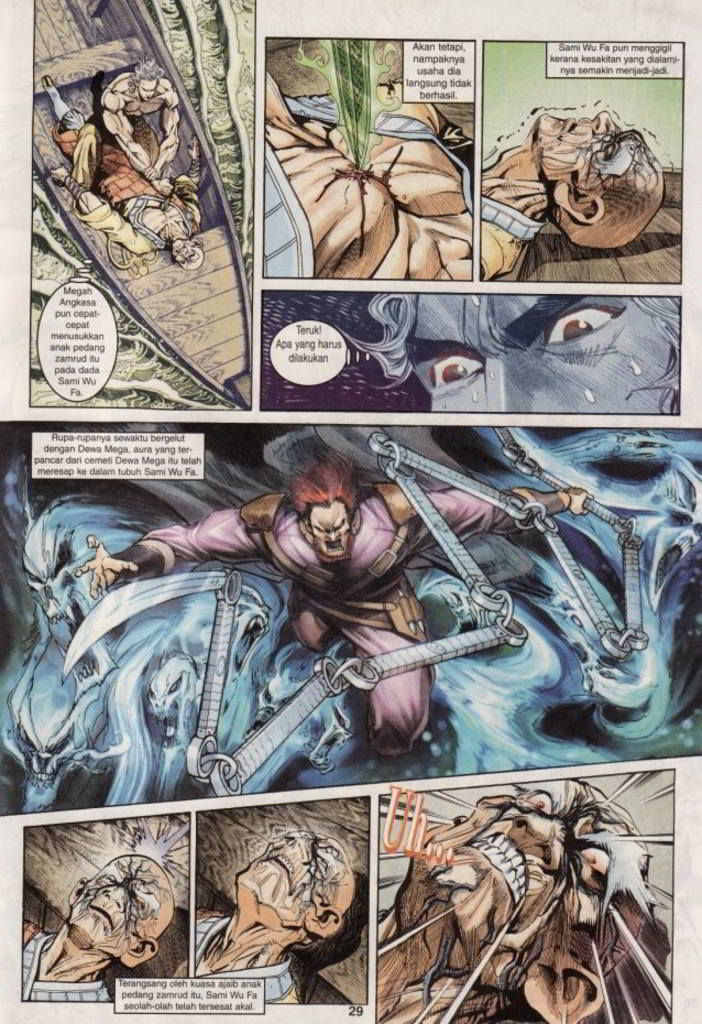 Megah
Angkasa
pun cepat-
cepat
menusukkan
anak pedang
zamrud itu
pada dada
Sami Wu
Fa.
Akan tetapi,
nampaknya
usaha dia
langsung tidak
berhasil.
Sami Wu Fa pun menggigil
kerana kesakitan yang dialami-
nya semakin menjadi-jadi.
Teruk!
Apa yang harus
dilakukan
Rupa-rupanya sewaktu bergelut
dengan Dewa Mega, aura yang ter-
pancar dari cemeti Dewa Mega itu telah
meresap ke dalam tubuh Sami Wu Fa.
Terangsang oleh kuasa ajaib anak
pedang zamrud itu, Sami Wu Fa
seolah-olah telah tersesat akal.
Uh...
29